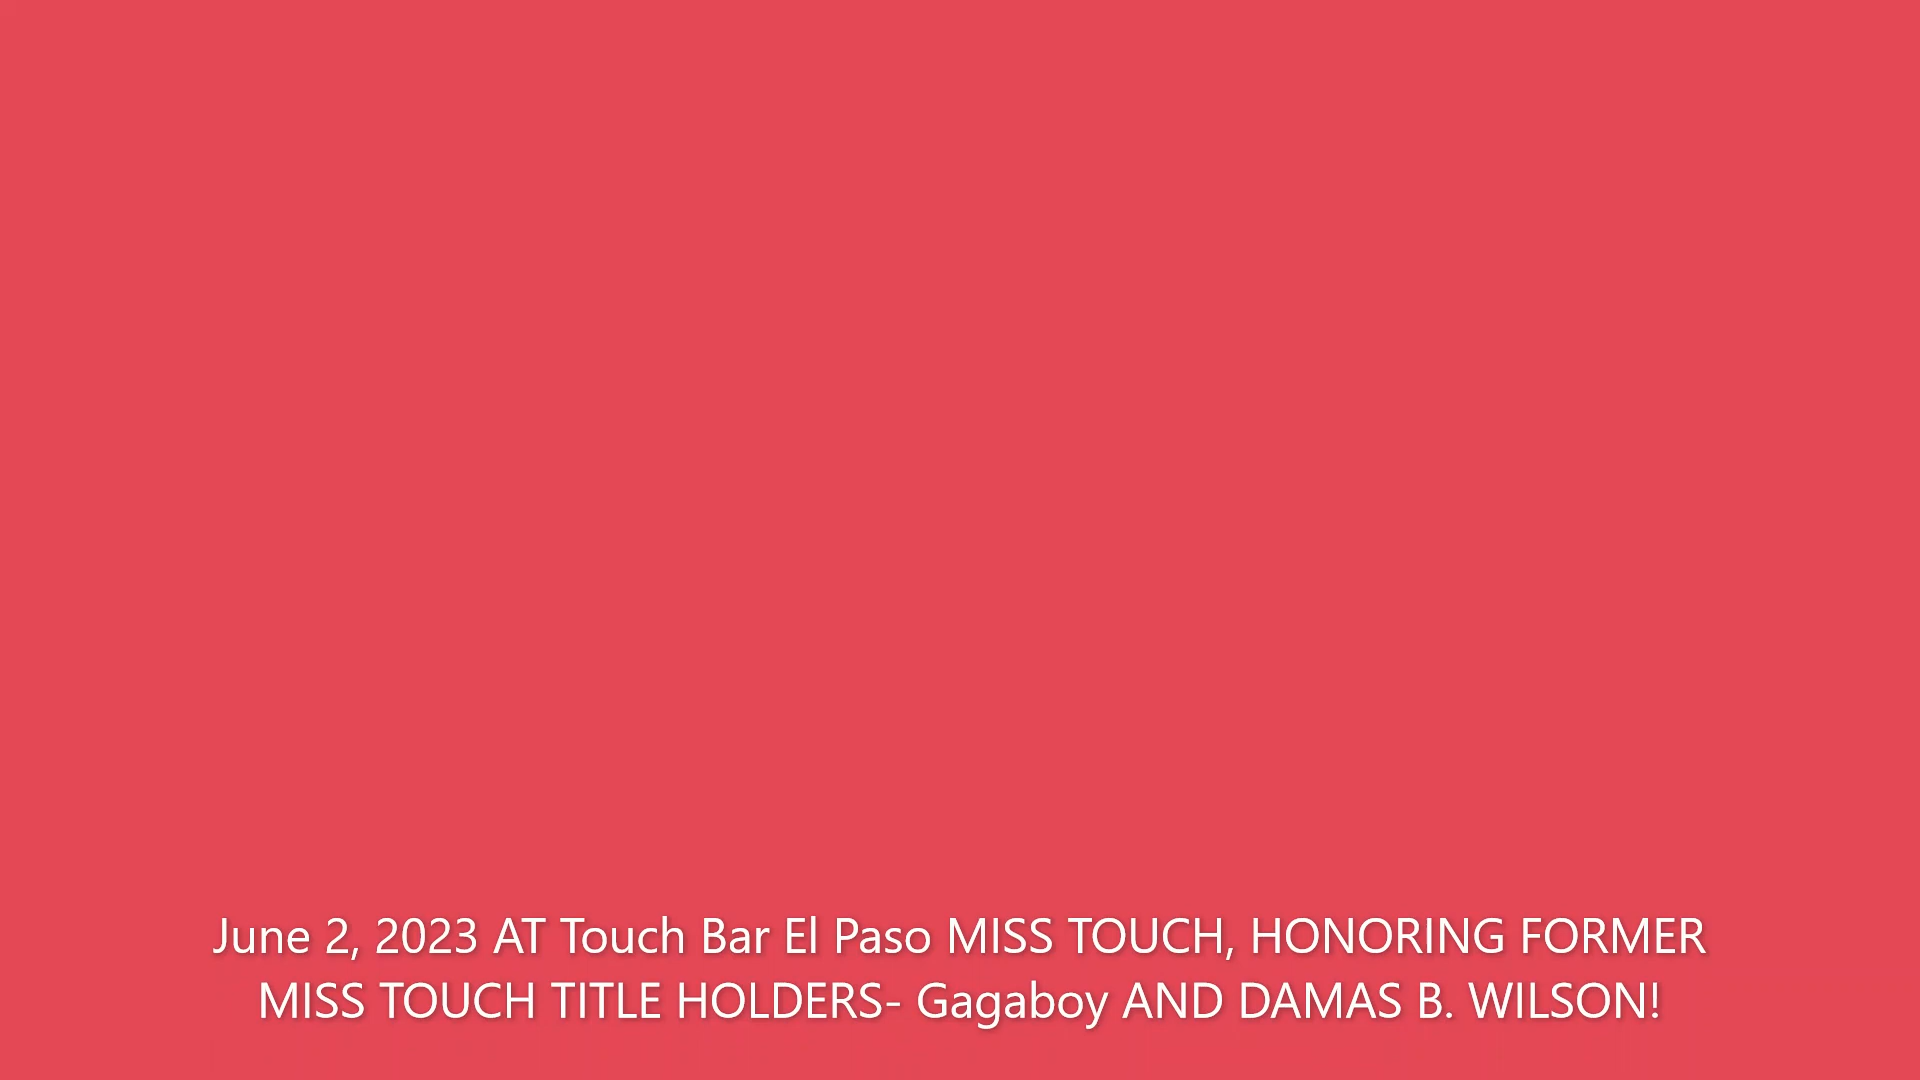 June 2, 2023 AT Touch Bar El Paso MISS TOUCH, HONORING FORMER
MISS TOUCH TITLE HOLDERS- Gagaboy AND DAMAS B. WILSON!